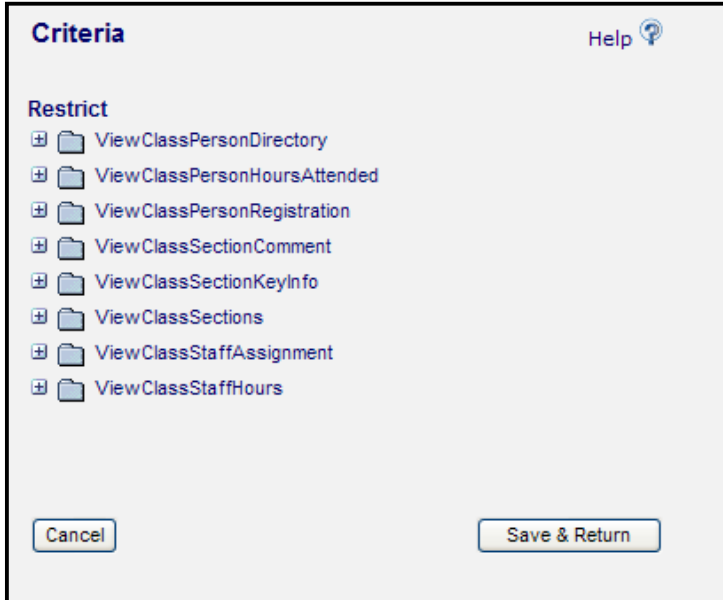 Criteria
Help
Restrict
ViewClassPersonDirectory
ViewClassPersonHoursAttended
ViewClassPersonRegistration
ViewClassSectionComment
ViewClassSectionKeyInfo
ViewClassSections
ViewClassStaffAssignment
ViewClassStaffHours
Cancel
Save & Return